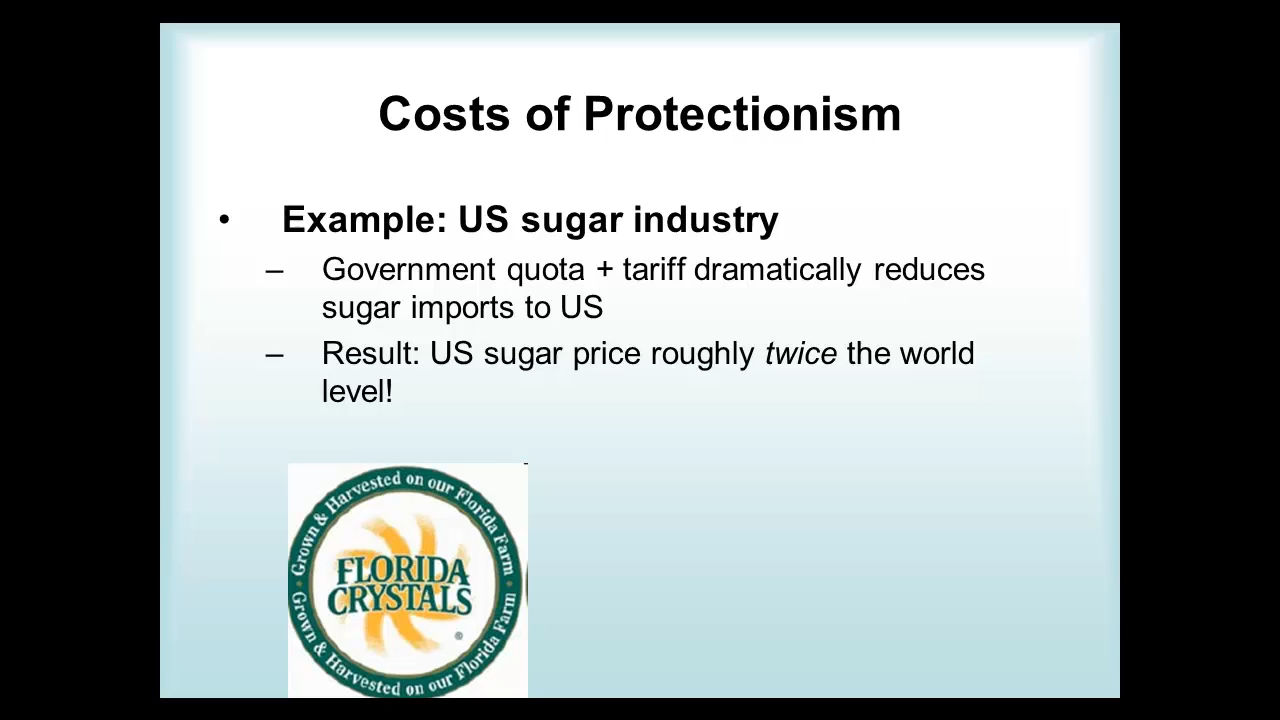 Costs of Protectionism
• Example: US sugar industry
– Government quota + tariff dramatically reduces
sugar imports to US
– Result: US sugar price roughly twice the world
level!
Grown & Harvested on our Florida Farm
FLORIDA
CRYSTALS
®
Grown & Harvested on our Florida Farm